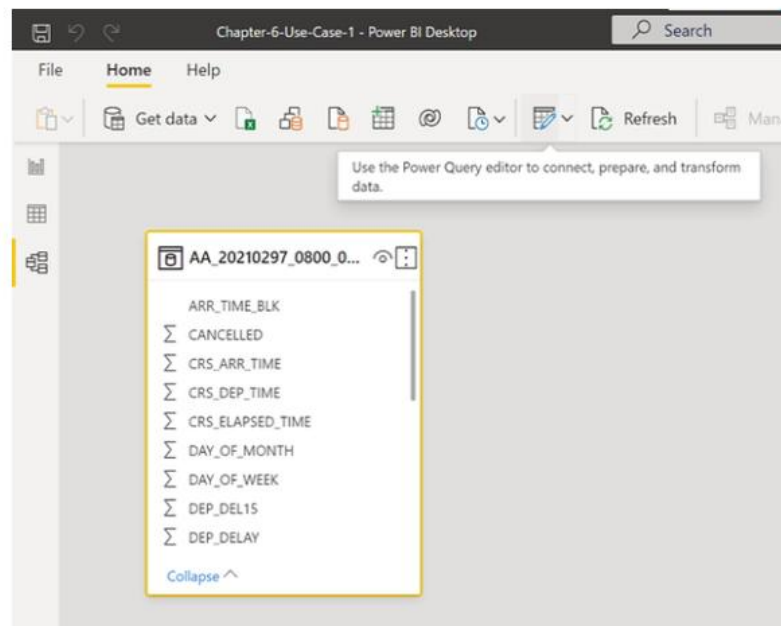 Chapter-6-Use-Case-1 - Power BI Desktop
Search
File Home Help
Get data
Refresh
Man
Use the Power Query editor to connect, prepare, and transform
data.
AA_20210297_0800_0...
ARR_TIME_BLK
CANCELLED
CRS_ARR_TIME
CRS_DEP_TIME
CRS_ELAPSED_TIME
DAY_OF_MONTH
DAY_OF_WEEK
DEP_DEL15
DEP_DELAY
Collapse